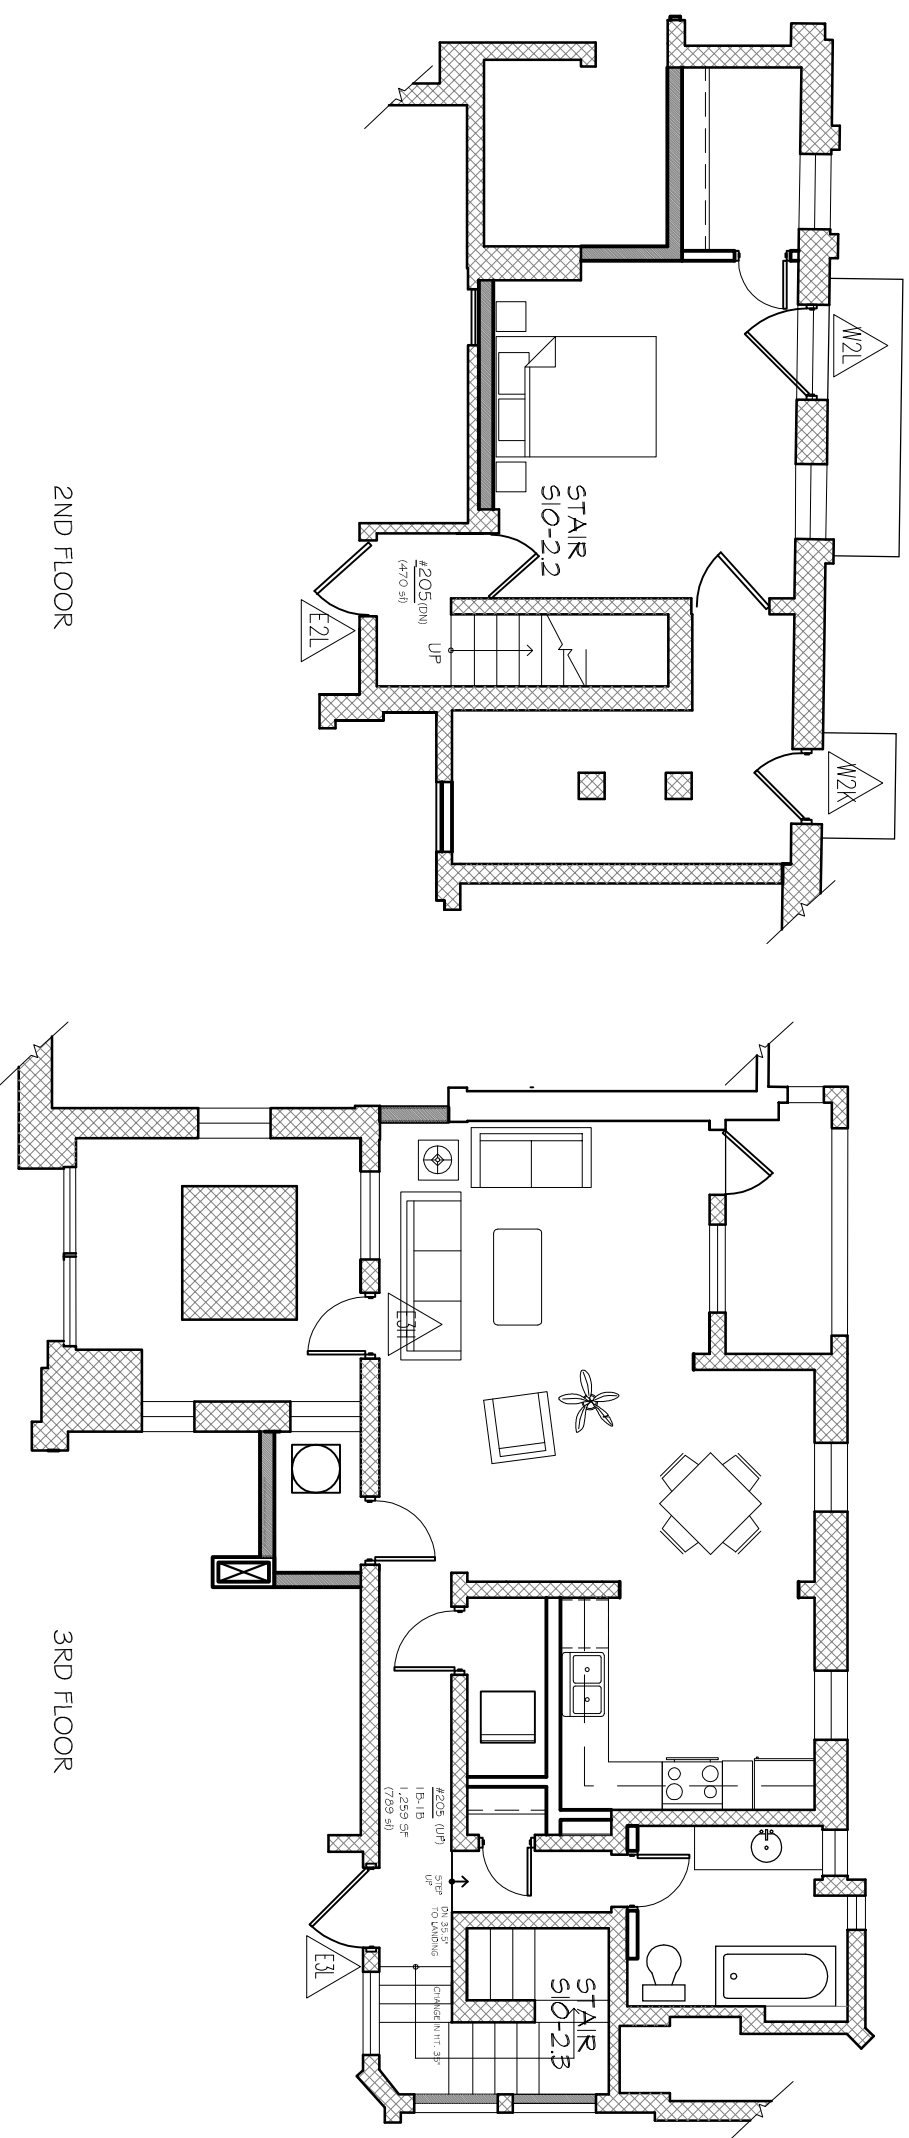 W2L
STAIR
S10-2.2
#205 (DN)
(470 sf)
UP
E2L
W2K
2ND FLOOR
E3H
#205 (UP)
1B-1B
1,259 SF
(789 sf)
STEP
UP
DN 35.5"
TO LANDING
CHANGE IN HT. 35"
STAIR
S10-2.3
E3L
3RD FLOOR